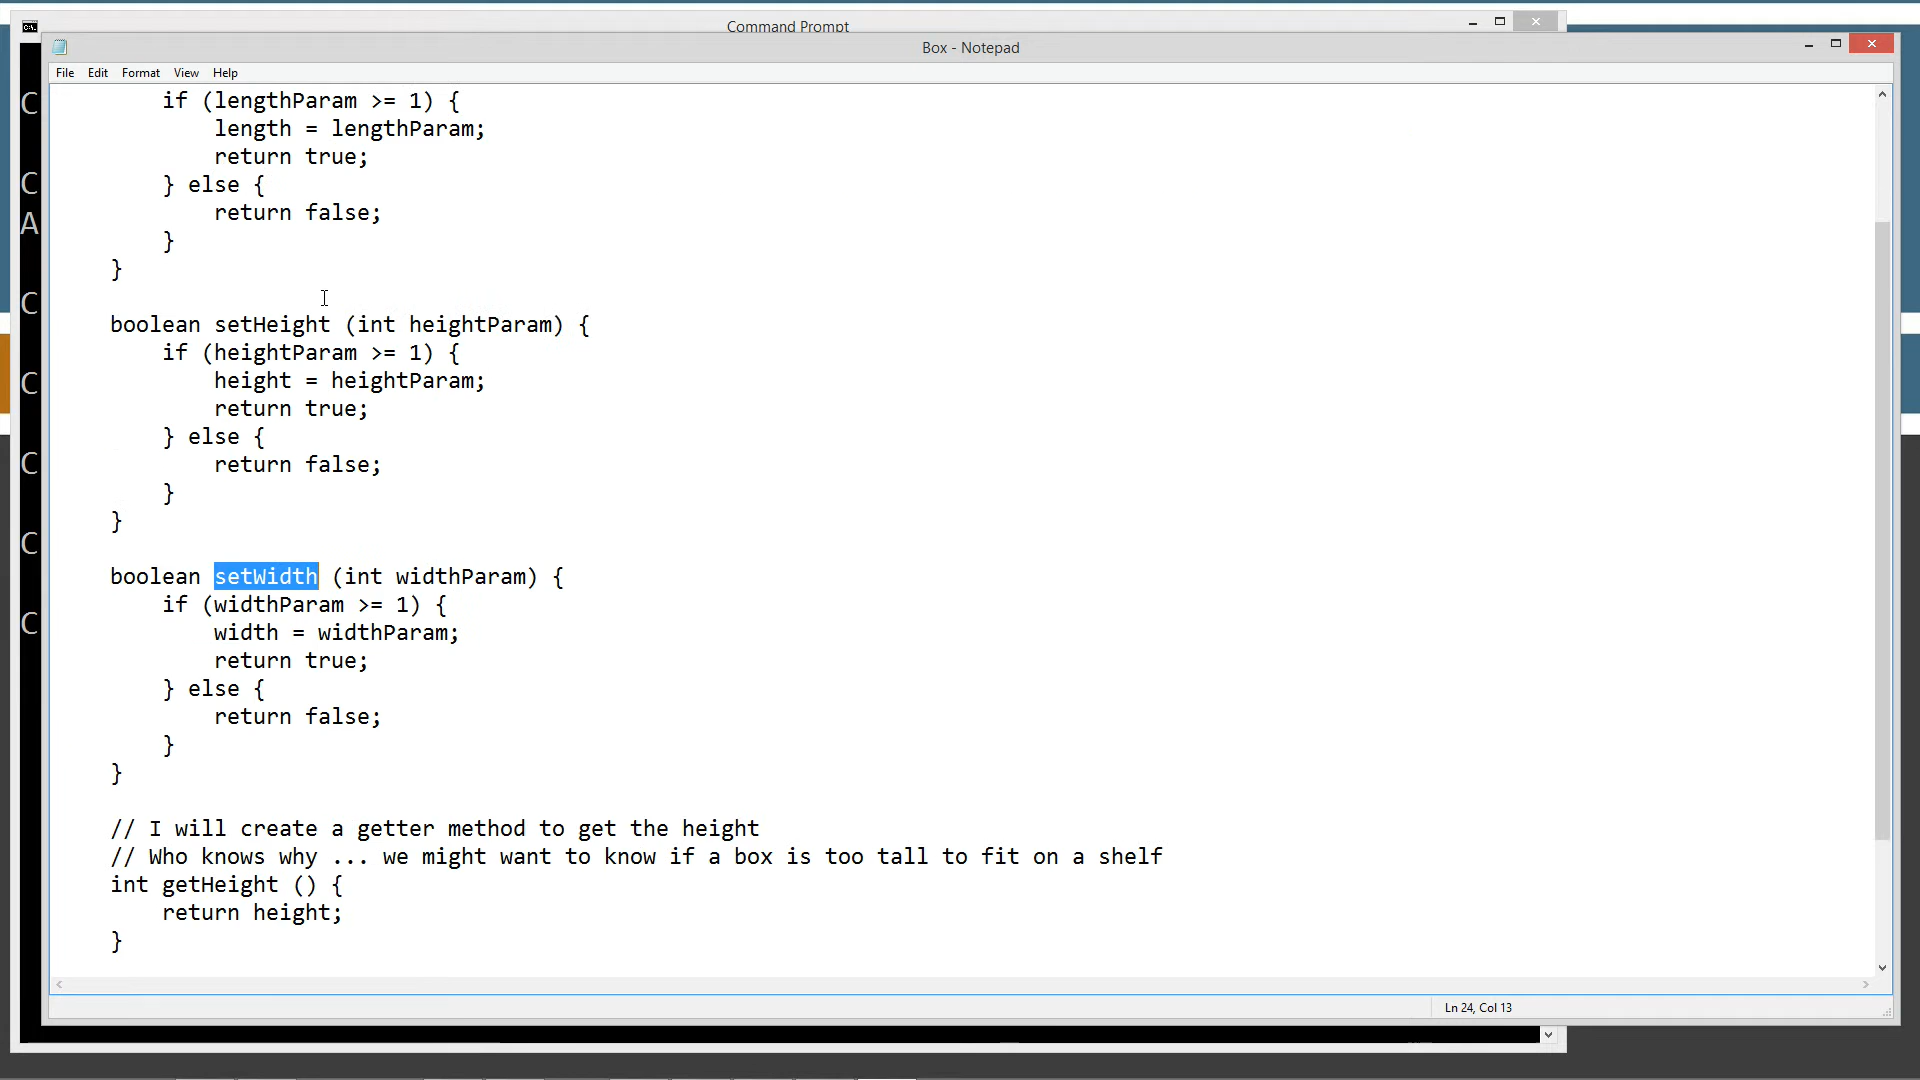 Command Prompt
Box - Notepad
File Edit Format View Help
if (lengthParam >= 1) {
length = lengthParam;
return true;
} else {
return false;
}
}
boolean setHeight (int heightParam) {
if (heightParam >= 1) {
height = heightParam;
return true;
} else {
return false;
}
}
boolean setWidth (int widthParam) {
if (widthParam >= 1) {
width = widthParam;
return true;
} else {
return false;
}
}
// I will create a getter method to get the height
// Who knows why ... we might want to know if a box is too tall to fit on a shelf
int getHeight () {
return height;
}
Ln 24, Col 13
C
C
A
C
C
C
C
C